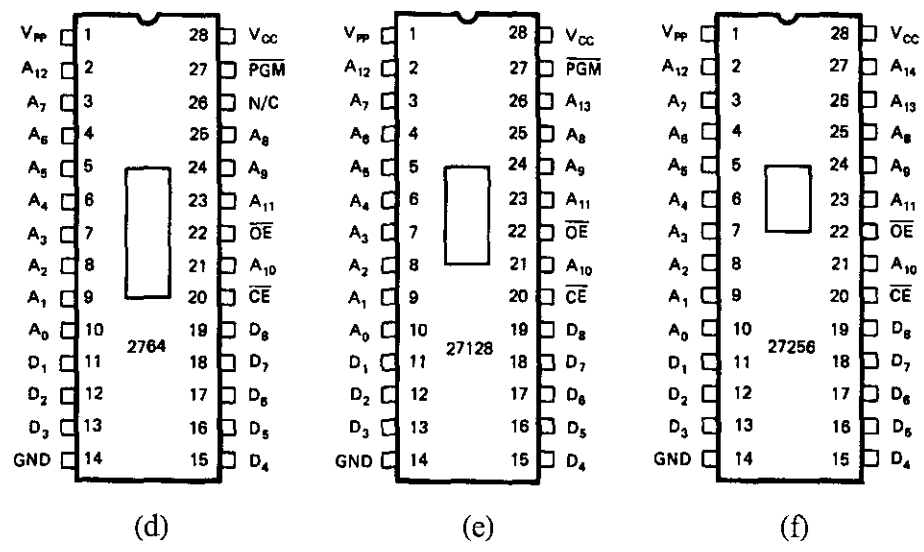 V_PP 1 28 V_CC V_PP 1 28 V_CC V_PP 1 28 V_CC
A_12 2 27 P̅G̅M̅ A_12 2 27 P̅G̅M̅ A_12 2 27 A_14
A_7 3 26 N/C A_7 3 26 A_13 A_7 3 26 A_13
A_6 4 25 A_8 A_6 4 25 A_8 A_6 4 25 A_8
A_5 5 24 A_9 A_5 5 24 A_9 A_5 5 24 A_9
A_4 6 23 A_11 A_4 6 23 A_11 A_4 6 23 A_11
A_3 7 22 O̅E̅ A_3 7 22 O̅E̅ A_3 7 22 O̅E̅
A_2 8 21 A_10 A_2 8 21 A_10 A_2 8 21 A_10
A_1 9 20 C̅E̅ A_1 9 20 C̅E̅ A_1 9 20 C̅E̅
A_0 10 19 D_8 A_0 10 19 D_8 A_0 10 19 D_8
2764 27128 27256
D_1 11 18 D_7 D_1 11 18 D_7 D_1 11 18 D_7
D_2 12 17 D_6 D_2 12 17 D_6 D_2 12 17 D_6
D_3 13 16 D_5 D_3 13 16 D_5 D_3 13 16 D_5
GND 14 15 D_4 GND 14 15 D_4 GND 14 15 D_4
(d) (e) (f)